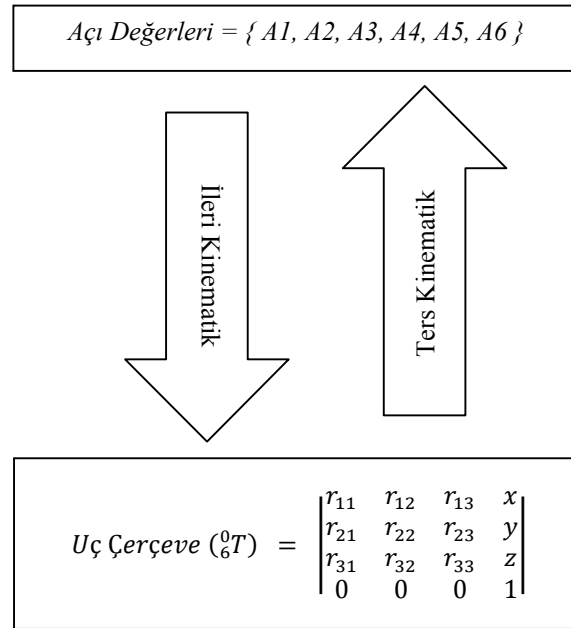 Açı Değerleri = { A1, A2, A3, A4, A5, A6 }
İleri Kinematik
Ters Kinematik
Uç Çerçeve (⁰₆T) =
r₁₁ r₁₂ r₁₃ x
r₂₁ r₂₂ r₂₃ y
r₃₁ r₃₂ r₃₃ z
0 0 0 1